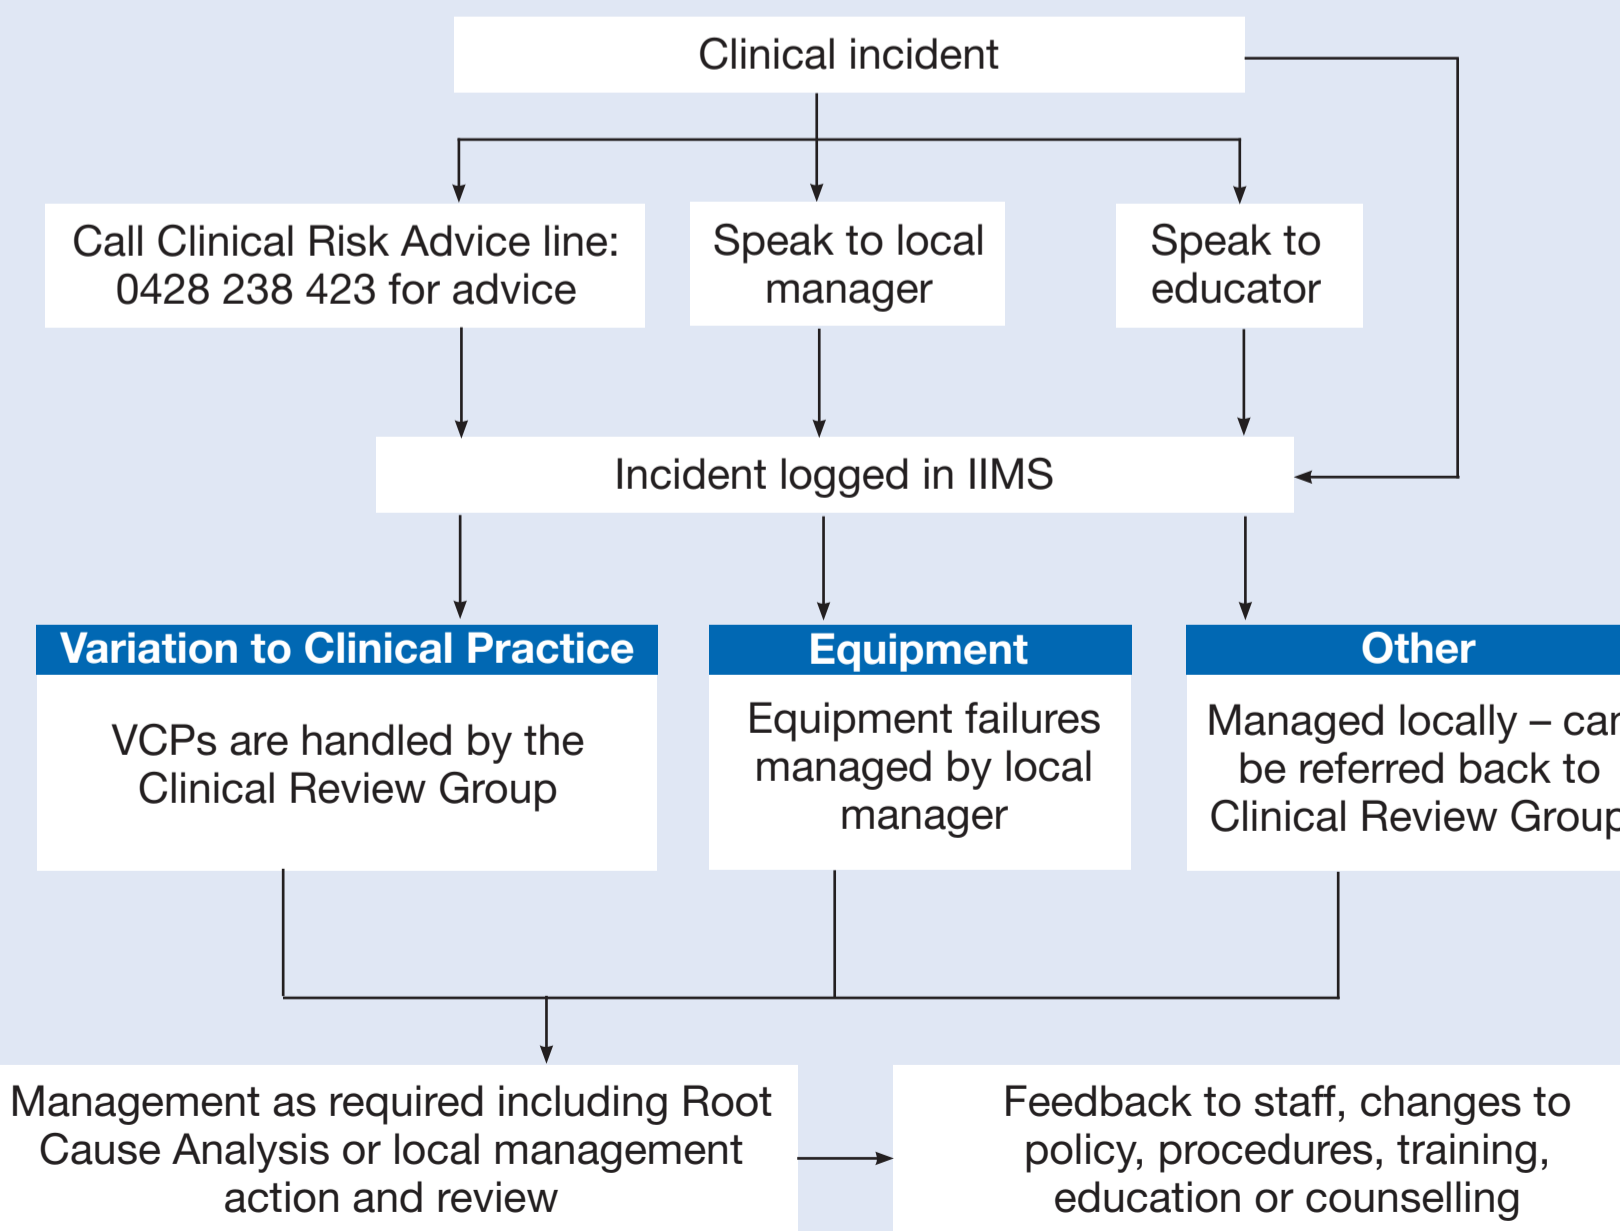 Clinical incident
Call Clinical Risk Advice line:
0428 238 423 for advice
Speak to local
manager
Speak to
educator
Incident logged in IIMS
Variation to Clinical Practice
VCPs are handled by the
Clinical Review Group
Equipment
Equipment failures
managed by local
manager
Other
Managed locally – can
be referred back to
Clinical Review Group
Management as required including Root
Cause Analysis or local management
action and review
Feedback to staff, changes to
policy, procedures, training,
education or counselling